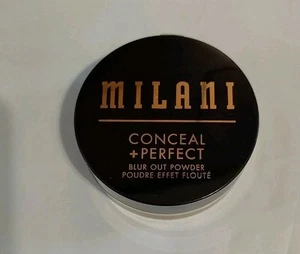 MILANI
CONCEAL
+PERFECT
BLUR OUT POWDER
POUDRE EFFET FLOUTÉ